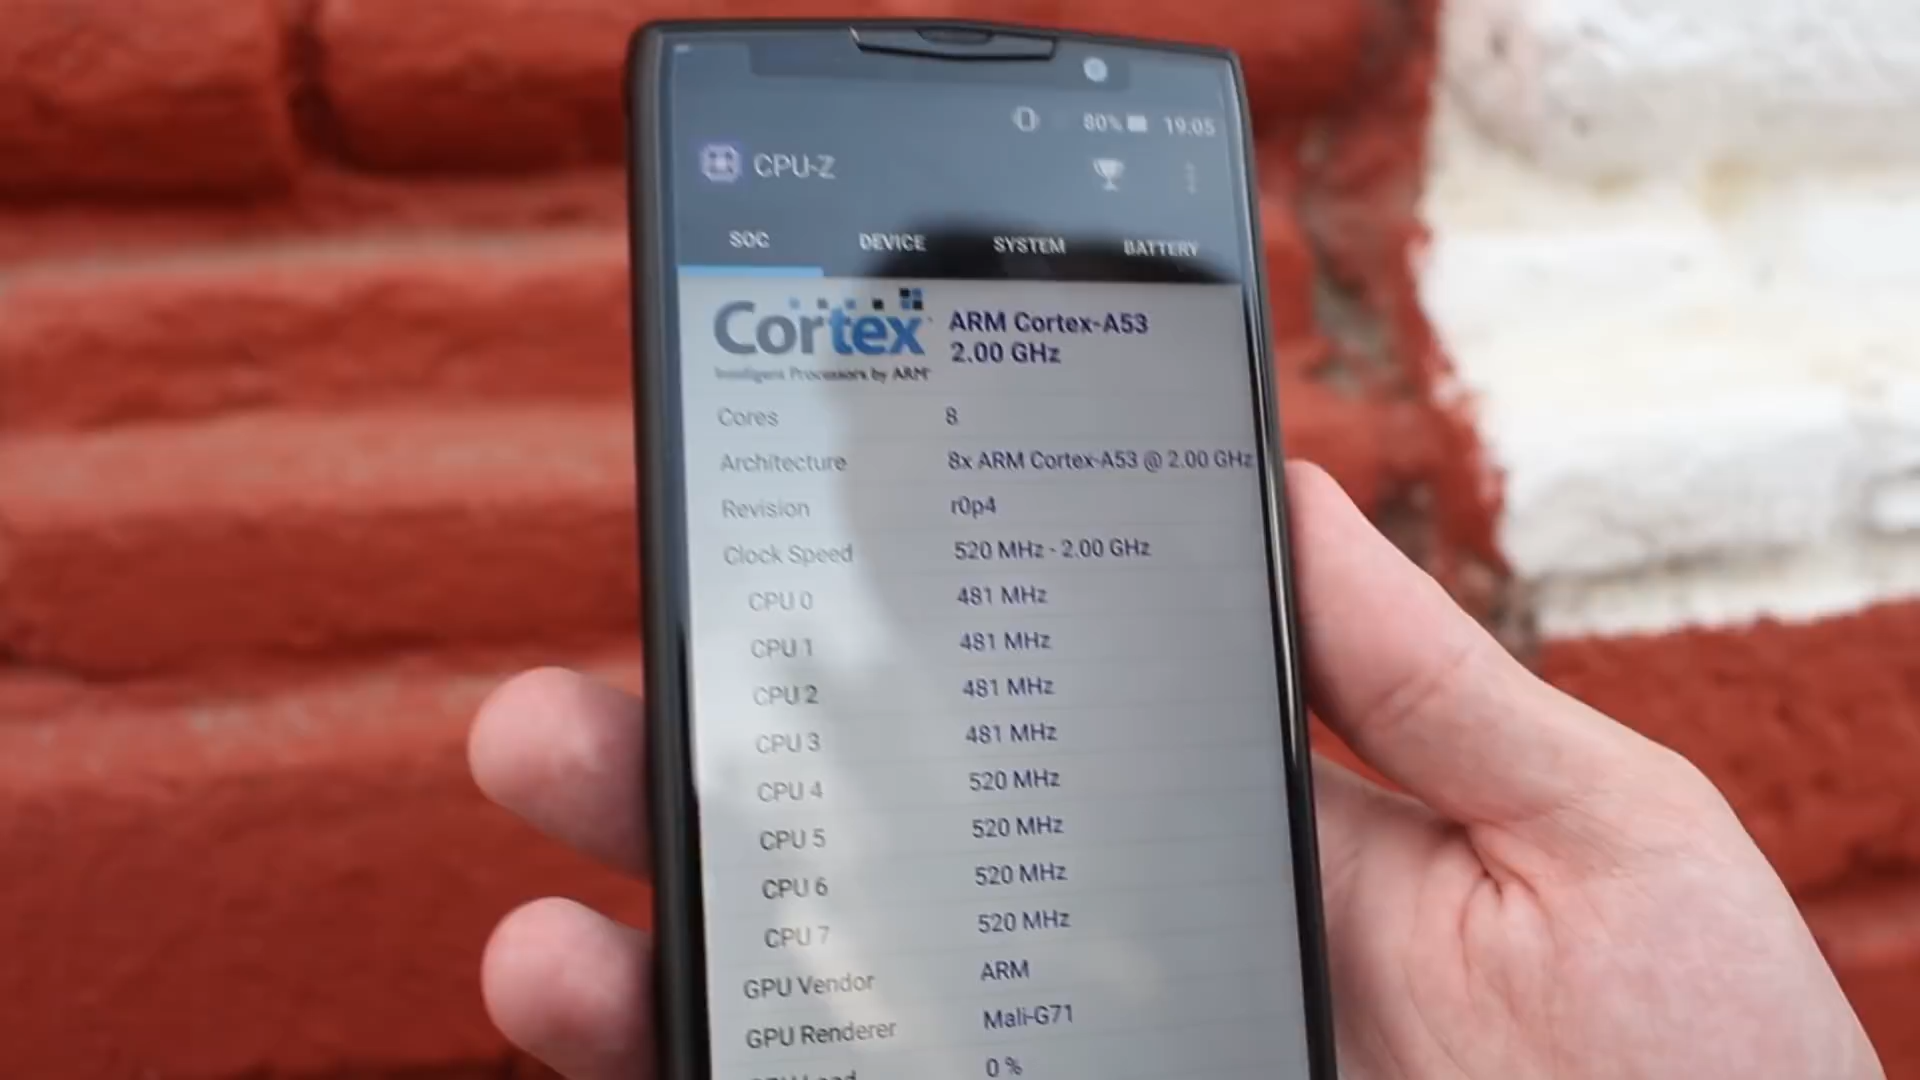 80% 19:05
CPU-Z
SOC DEVICE SYSTEM BATTERY
Cortex
Intelligent Processors by ARM
ARM Cortex-A53
2.00 GHz
Cores 8
Architecture 8x ARM Cortex-A53 @ 2.00 GHz
Revision r0p4
Clock Speed 520 MHz - 2.00 GHz
CPU 0 481 MHz
CPU 1 481 MHz
CPU 2 481 MHz
CPU 3 481 MHz
CPU 4 520 MHz
CPU 5 520 MHz
CPU 6 520 MHz
CPU 7 520 MHz
GPU Vendor ARM
GPU Renderer Mali-G71
GPU Load 0 %